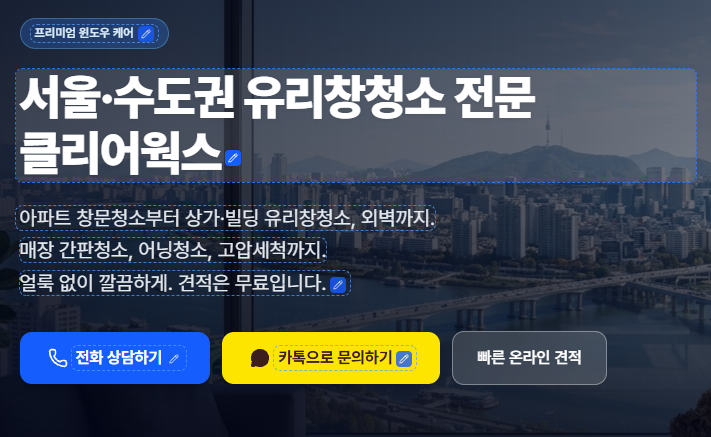 프리미엄 윈도우 케어
서울·수도권 유리창청소 전문
클리어웍스
아파트 창문청소부터 상가·빌딩 유리창청소, 외벽까지.
매장 간판청소, 어닝청소, 고압세척까지.
얼룩 없이 깔끔하게. 견적은 무료입니다.
전화 상담하기
카톡으로 문의하기
빠른 온라인 견적